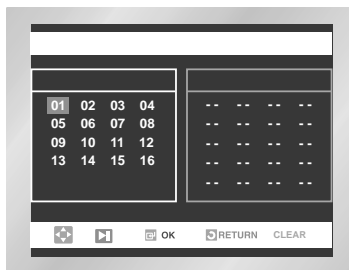 01 02 03 04 -- -- -- --
05 06 07 08 -- -- -- --
09 10 11 12 -- -- -- --
13 14 15 16 -- -- -- --
-- -- -- --
OK RETURN CLEAR